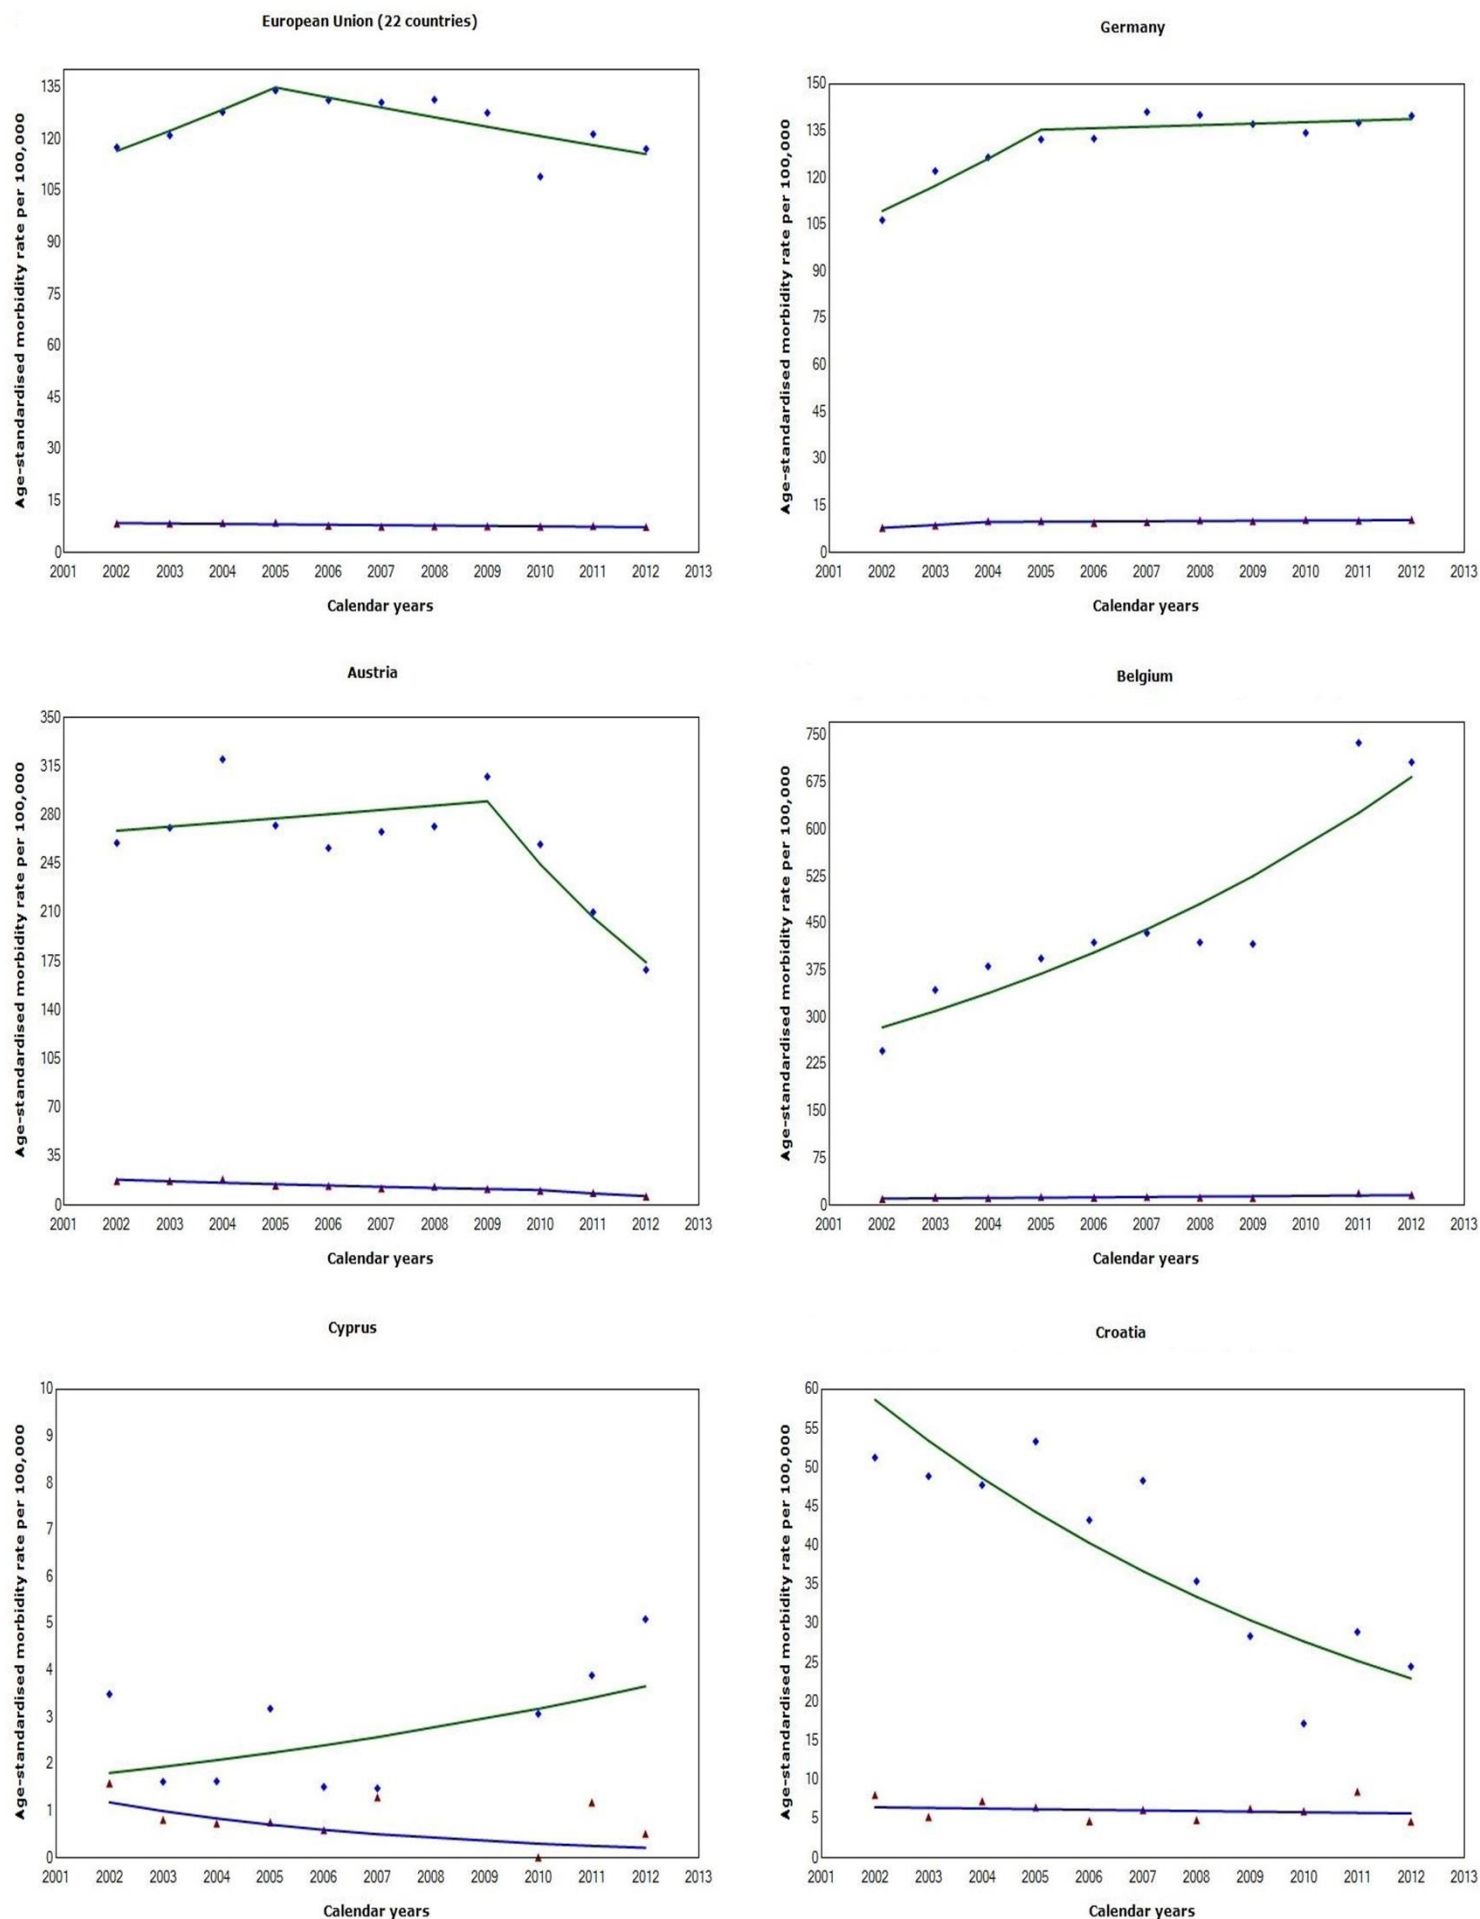 European Union (22 countries)
Age-standardised morbidity rate per 100,000
135
120
105
90
75
60
45
30
15
0
2001 2002 2003 2004 2005 2006 2007 2008 2009 2010 2011 2012 2013
Calendar years
Germany
Age-standardised morbidity rate per 100,000
150
135
120
105
90
75
60
45
30
15
0
2001 2002 2003 2004 2005 2006 2007 2008 2009 2010 2011 2012 2013
Calendar years
Austria
Age-standardised morbidity rate per 100,000
350
315
280
245
210
175
140
105
70
35
0
2001 2002 2003 2004 2005 2006 2007 2008 2009 2010 2011 2012 2013
Calendar years
Belgium
Age-standardised morbidity rate per 100,000
750
675
600
525
450
375
300
225
150
75
0
2001 2002 2003 2004 2005 2006 2007 2008 2009 2010 2011 2012 2013
Calendar years
Cyprus
Age-standardised morbidity rate per 100,000
10
9
8
7
6
5
4
3
2
1
0
2001 2002 2003 2004 2005 2006 2007 2008 2009 2010 2011 2012 2013
Calendar years
Croatia
Age-standardised morbidity rate per 100,000
60
55
50
45
40
35
30
25
20
15
10
5
0
2001 2002 2003 2004 2005 2006 2007 2008 2009 2010 2011 2012 2013
Calendar years